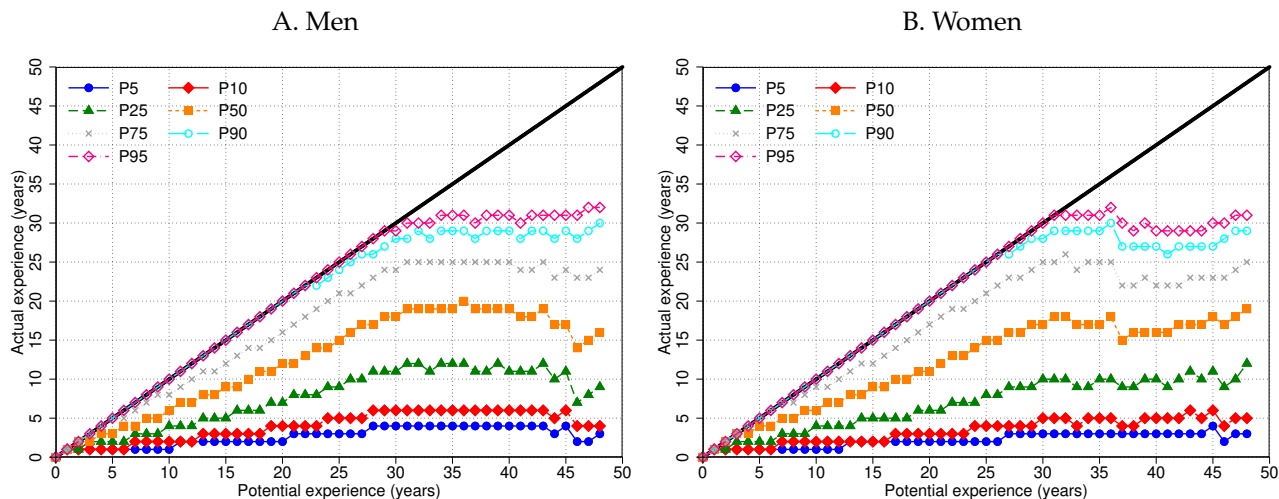 A. Men
Actual experience (years)
50
45
40
35
30
25
20
15
10
5
0
P5 P10
P25 P50
P75 P90
P95
0 5 10 15 20 25 30 35 40 45 50
Potential experience (years)
B. Women
Actual experience (years)
50
45
40
35
30
25
20
15
10
5
0
P5 P10
P25 P50
P75 P90
P95
0 5 10 15 20 25 30 35 40 45 50
Potential experience (years)